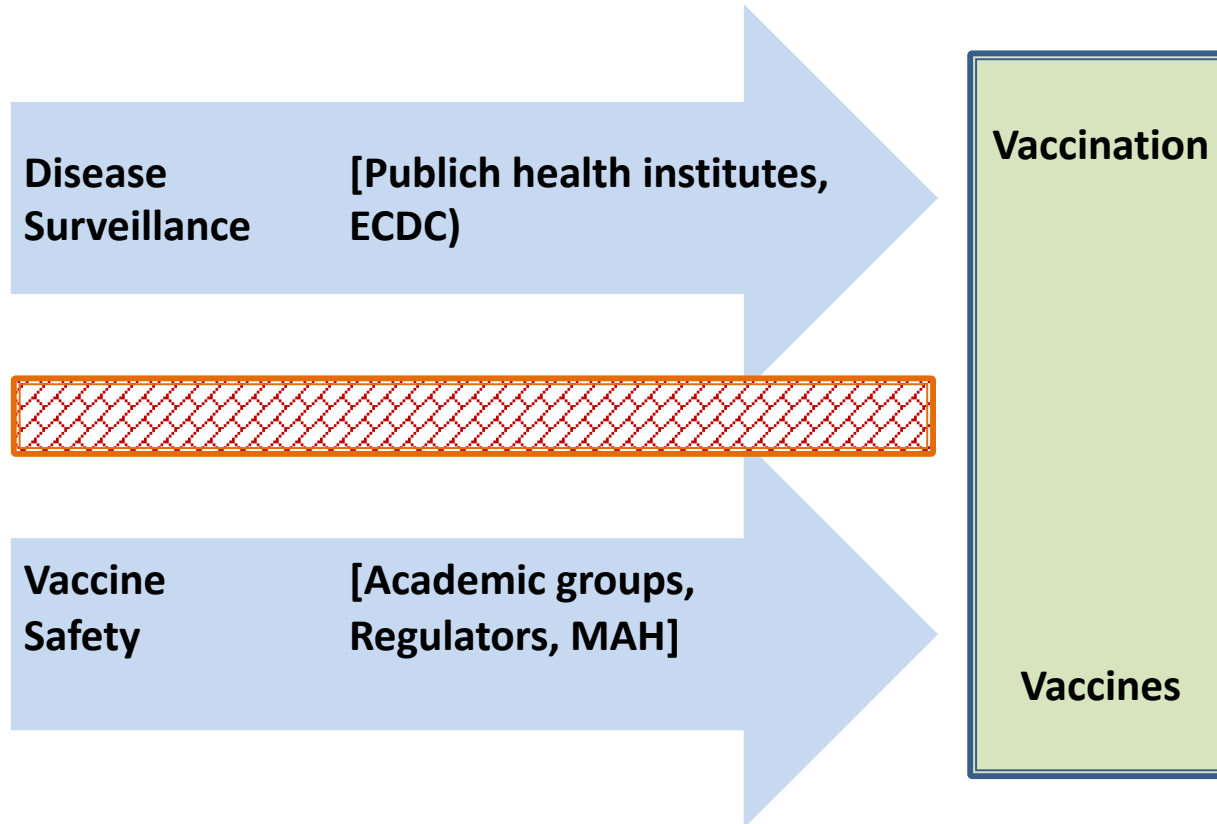 Disease
Surveillance
[Publich health institutes,
ECDC)
Vaccination
Vaccine
Safety
[Academic groups,
Regulators, MAH]
Vaccines